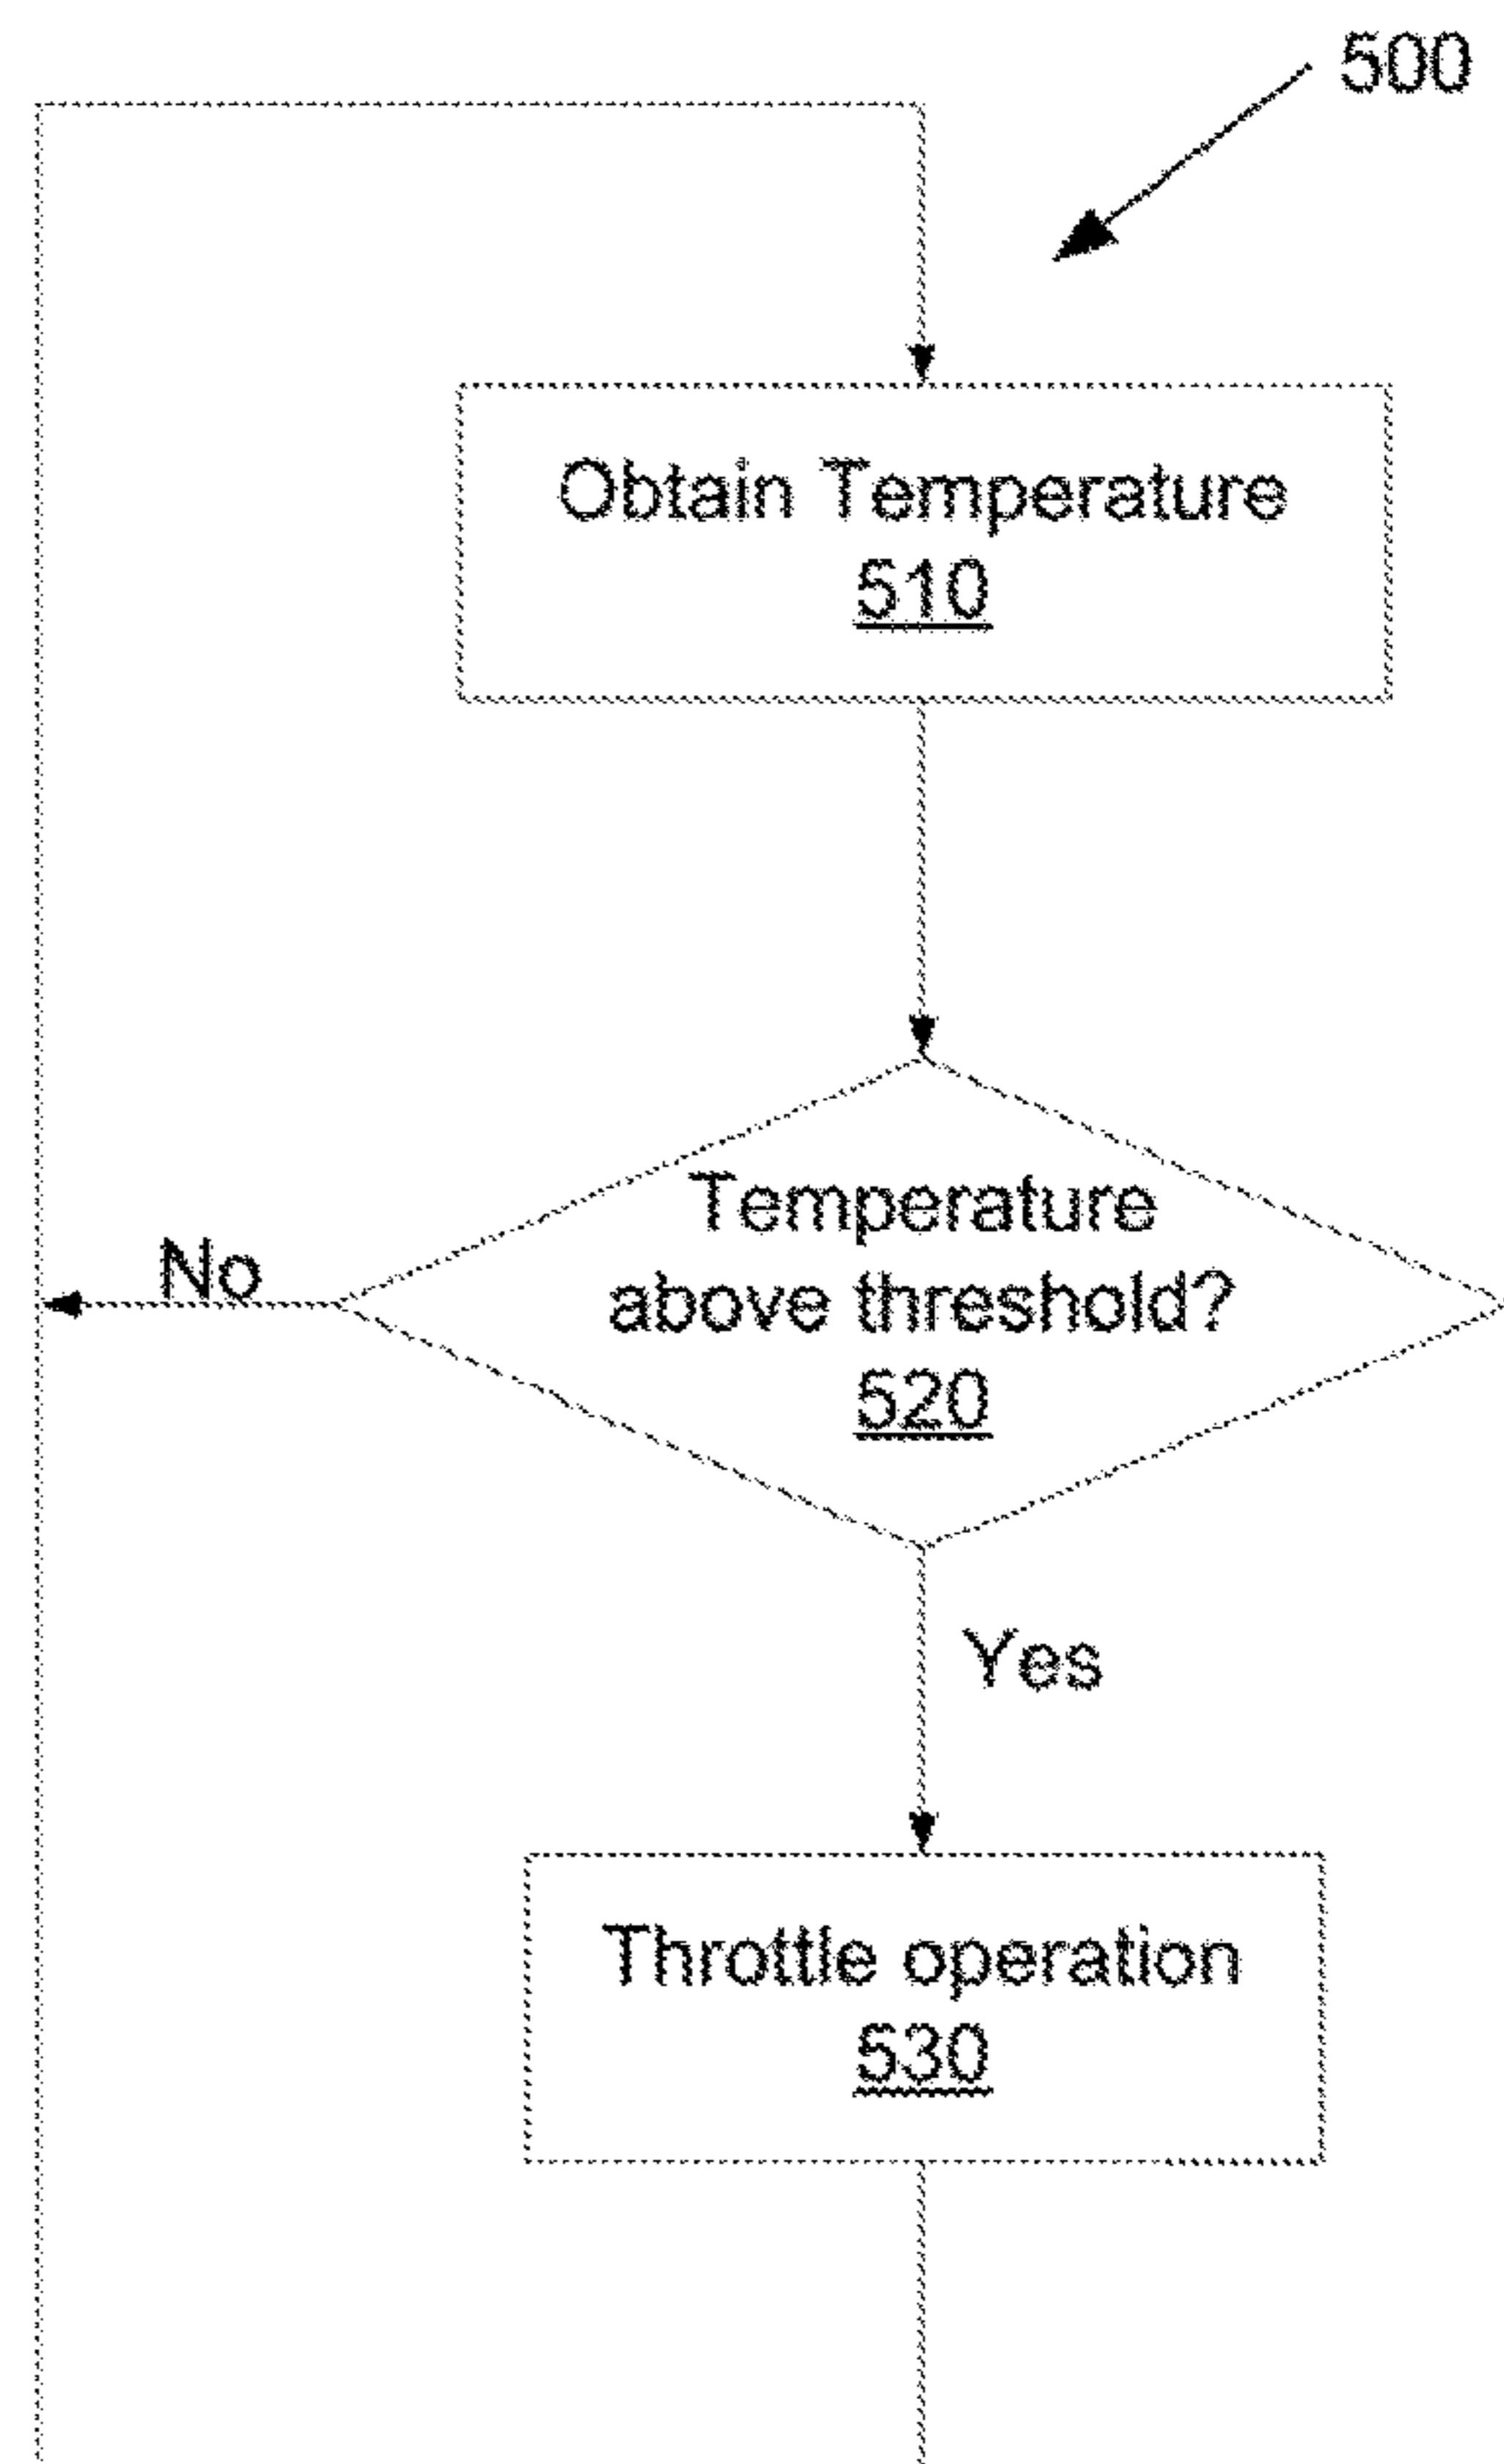 500
Obtain Temperature
510
Temperature
above threshold?
520
No
Yes
Throttle operation
530